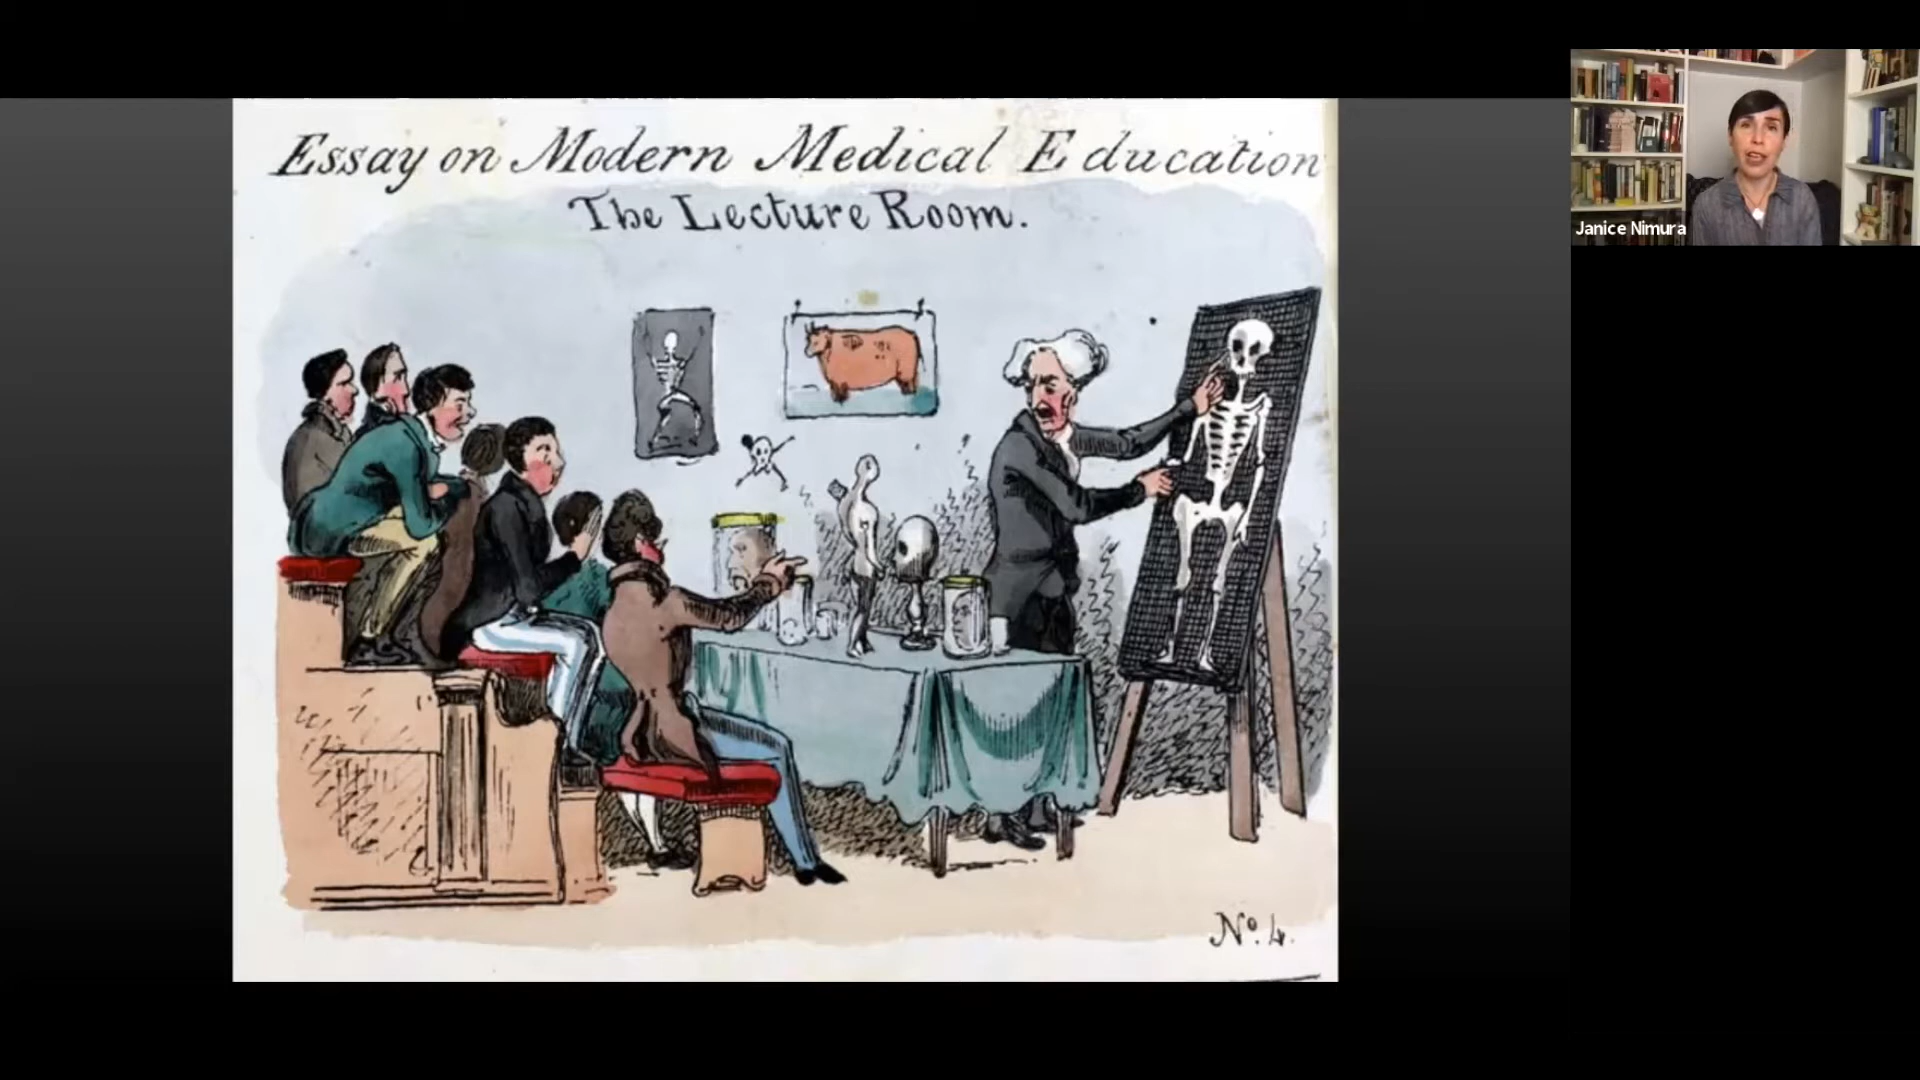 Essay on Modern Medical Education
The Lecture Room.
Janice Nimura
No. 4.